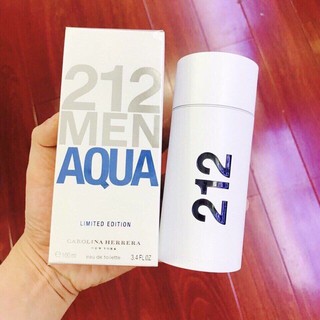 212
MEN
AQUA
LIMITED EDITION
CAROLINA HERRERA
NEW YORK
eau de toilette 3.4 FL.OZ
212